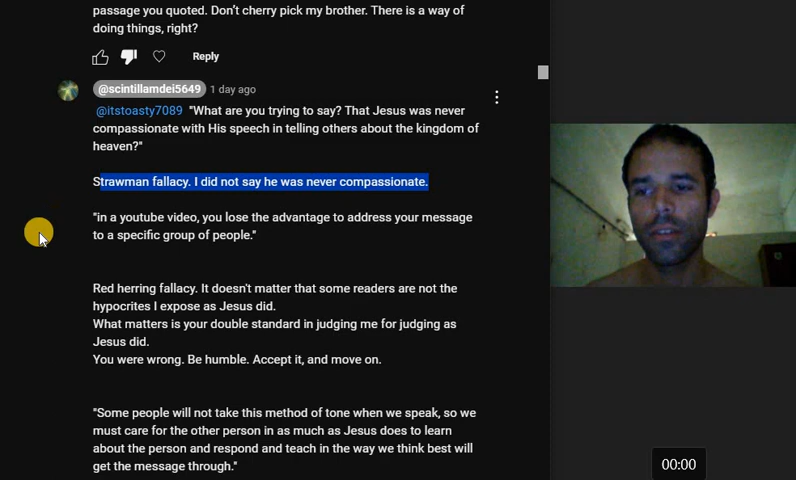 passage you quoted. Don't cherry pick my brother. There is a way of
doing things, right?
Reply
@scintillamdei5649 1 day ago
@itstoasty7089 "What are you trying to say? That Jesus was never
compassionate with His speech in telling others about the kingdom of
heaven?"
Strawman fallacy. I did not say he was never compassionate.
"in a youtube video, you lose the advantage to address your message
to a specific group of people."
Red herring fallacy. It doesn't matter that some readers are not the
hypocrites I expose as Jesus did.
What matters is your double standard in judging me for judging as
Jesus did.
You were wrong. Be humble. Accept it, and move on.
"Some people will not take this method of tone when we speak, so we
must care for the other person in as much as Jesus does to learn
about the person and respond and teach in the way we think best will
get the message through."
00:00